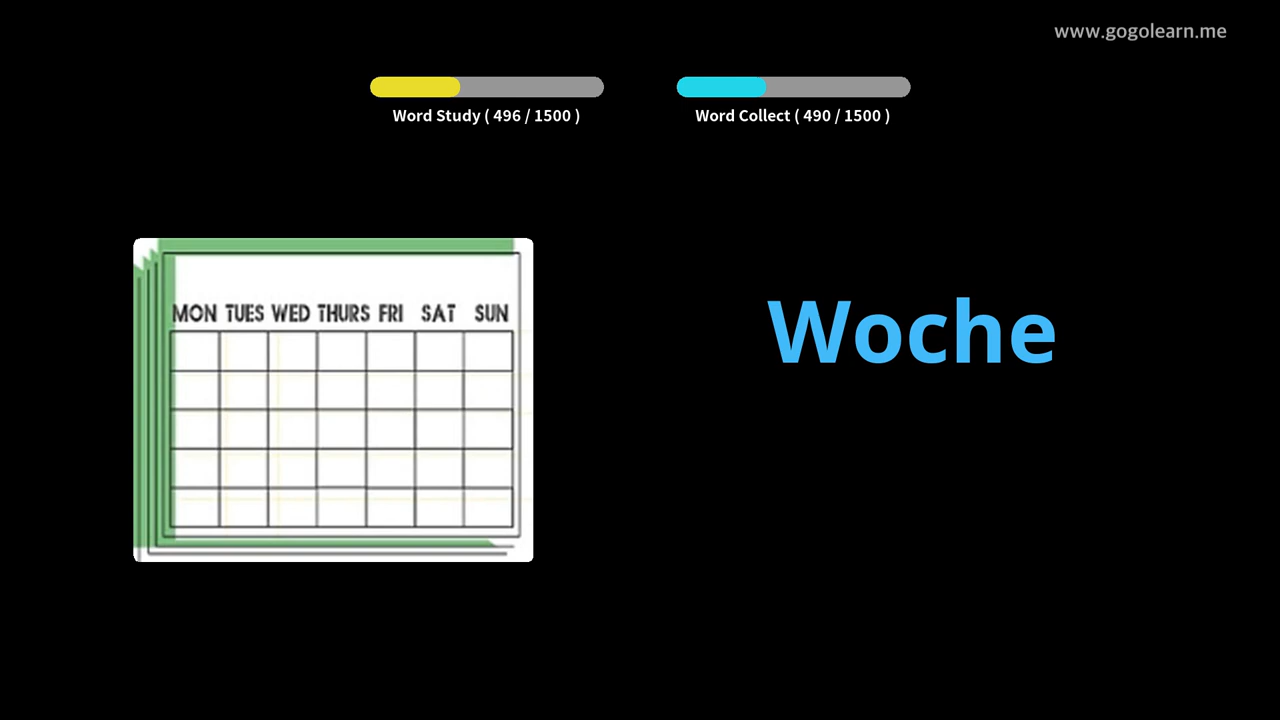 www.gogolearn.me
Word Study ( 496 / 1500 )
Word Collect ( 490 / 1500 )
MON TUES WED THURS FRI SAT SUN
Woche